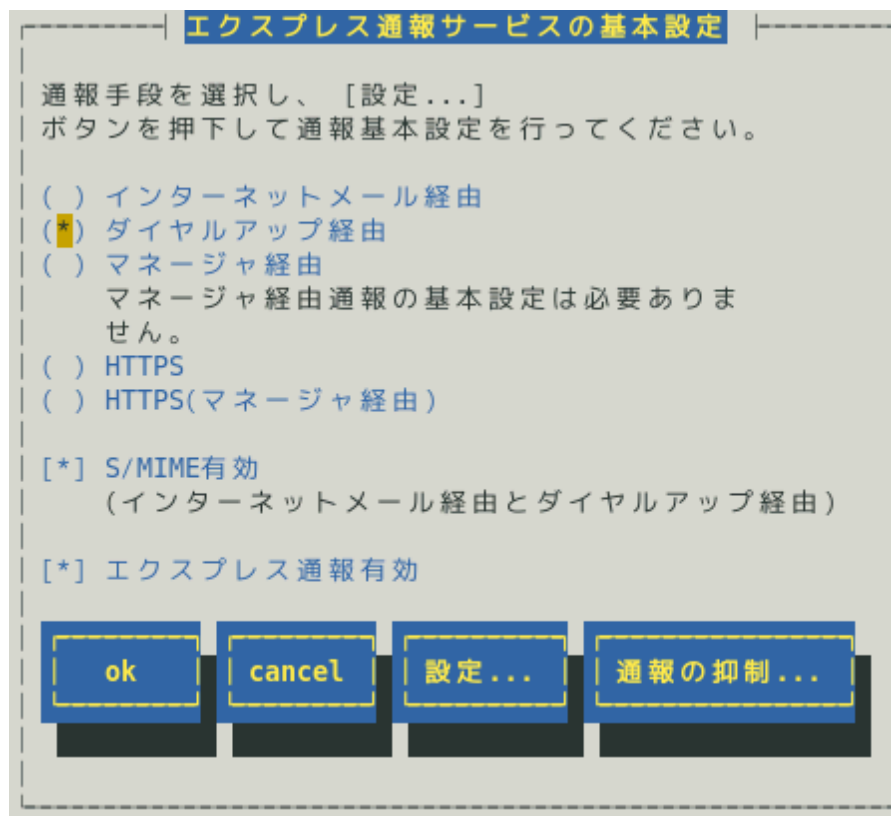 エクスプレス通報サービスの基本設定
通報手段を選択し、 [設定...]
ボタンを押下して通報基本設定を行ってください。
( ) インターネットメール経由
(*) ダイヤルアップ経由
( ) マネージャ経由
マネージャ経由通報の基本設定は必要ありま
せん。
( ) HTTPS
( ) HTTPS(マネージャ経由)
[*] S/MIME有効
(インターネットメール経由とダイヤルアップ経由)
[*] エクスプレス通報有効
ok cancel 設定... 通報の抑制...